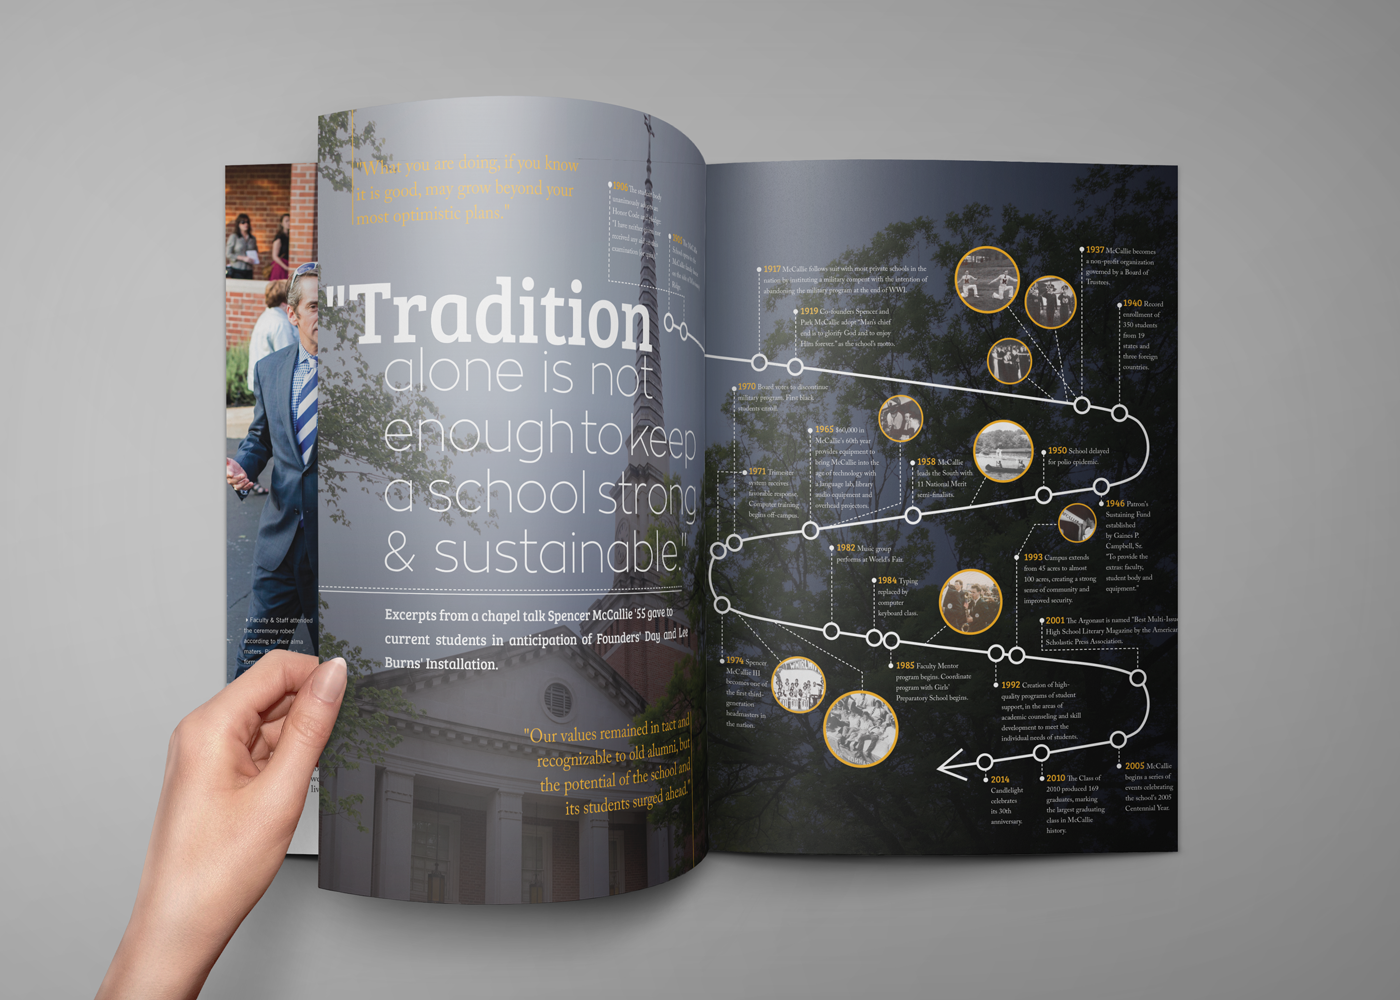 "What you are doing, if you know
it is good, may grow beyond your
most optimistic plans."
"Tradition
alone is not
enough to keep
a school strong
& sustainable."
Excerpts from a chapel talk Spencer McCallie '55 gave to
current students in anticipation of Founders' Day and Lee
Burns' Installation.
"Our values remained in tact and
recognizable to old alumni, but
the potential of the school and
its students surged ahead."
Faculty & Staff attended
the ceremony robed
according to their alma
1906 The student body
1917 McCallie follows suit with most private schools in the
nation by instituting a military component with the intention of
abandoning the military program at the end of WWI.
1919 Co-founders Spencer and
Park McCallie adopt "Man's chief
end is to glorify God and to enjoy
Him forever." as the school's motto.
1937 McCallie becomes
a non-profit organization
governed by a Board of
Trustees.
1940 Record
enrollment of
350 students
from 19
states and
three foreign
countries.
1970 Board votes to discontinue
military program. First black
students enroll.
1965 $60,000 in
McCallie's 60th year
provides equipment to
bring McCallie into the
age of technology with
a language lab, library
audio equipment and
overhead projectors.
1958 McCallie
leads the South with
11 National Merit
semi-finalists.
1950 School delayed
for polio epidemic.
1971 Trimester
system receives
favorable response.
Computer training
begins off-campus.
1946 Patron's
Sustaining Fund
established
by Gaines P.
Campbell, Sr.
"To provide the
extras: faculty,
student body and
equipment."
1982 Music group
performs at World's Fair.
1984 Typing
replaced by
computer
keyboard class.
1993 Campus extends
from 45 acres to almost
100 acres, creating a strong
sense of community and
improved security.
2001 The Argonaut is named "Best Multi-Issue
High School Literary Magazine by the American
Scholastic Press Association.
1974 Spencer
McCallie III
becomes one of
the first third-
generation
headmasters in
the nation.
1985 Faculty Mentor
program begins. Coordinate
program with Girls'
Preparatory School begins.
1992 Creation of high-
quality programs of student
support, in the areas of
academic counseling and skill
development to meet the
individual needs of students.
2014
Candlelight
celebrates
its 30th
anniversary.
2010 The Class of
2010 produced 169
graduates, marking
the largest graduating
class in McCallie
history.
2005 McCallie
begins a series of
events celebrating
the school's 2005
Centennial Year.